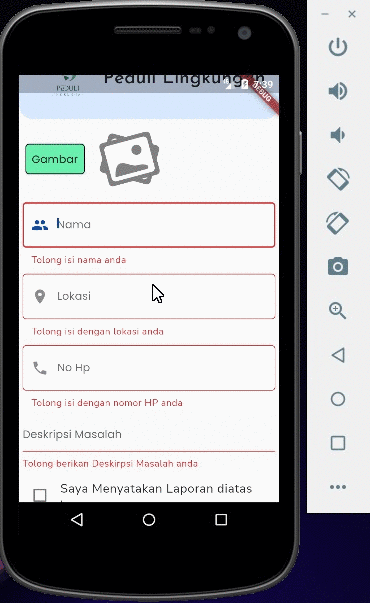 Peduli Lingkungan
PEDULI
7:39
DEBUG
Gambar
Nama
Tolong isi nama anda
Lokasi
Tolong isi dengan lokasi anda
No Hp
Tolong isi dengan nomor HP anda
Deskripsi Masalah
Tolong berikan Deskirpsi Masalah anda
Saya Menyatakan Laporan diatas